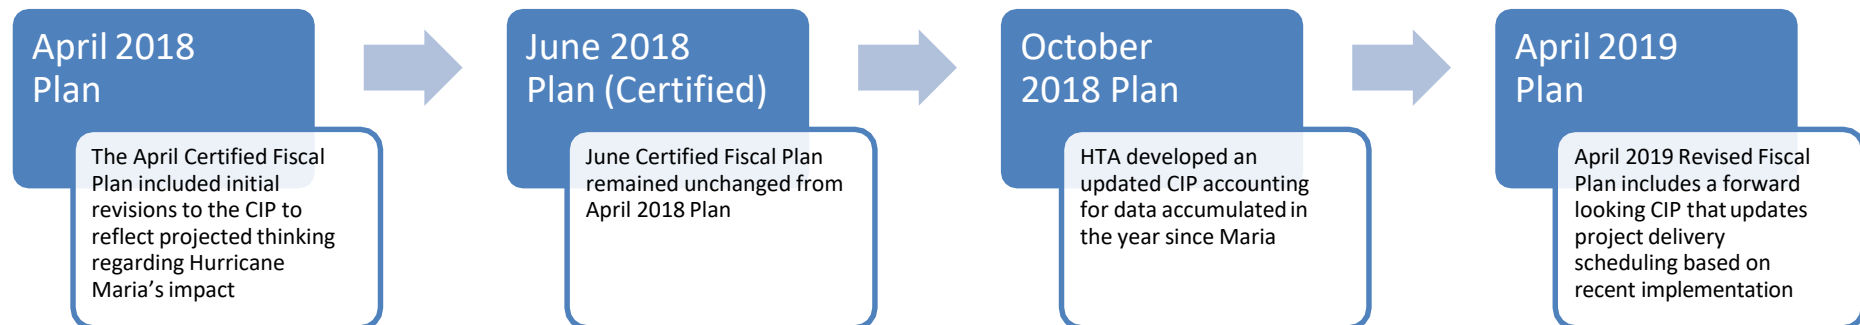 April 2018
Plan
The April Certified Fiscal
Plan included initial
revisions to the CIP to
reflect projected thinking
regarding Hurricane
Maria's impact
June 2018
Plan (Certified)
June Certified Fiscal Plan
remained unchanged from
April 2018 Plan
October
2018 Plan
HTA developed an
updated CIP accounting
for data accumulated in
the year since Maria
April 2019
Plan
April 2019 Revised Fiscal
Plan includes a forward
looking CIP that updates
project delivery
scheduling based on
recent implementation